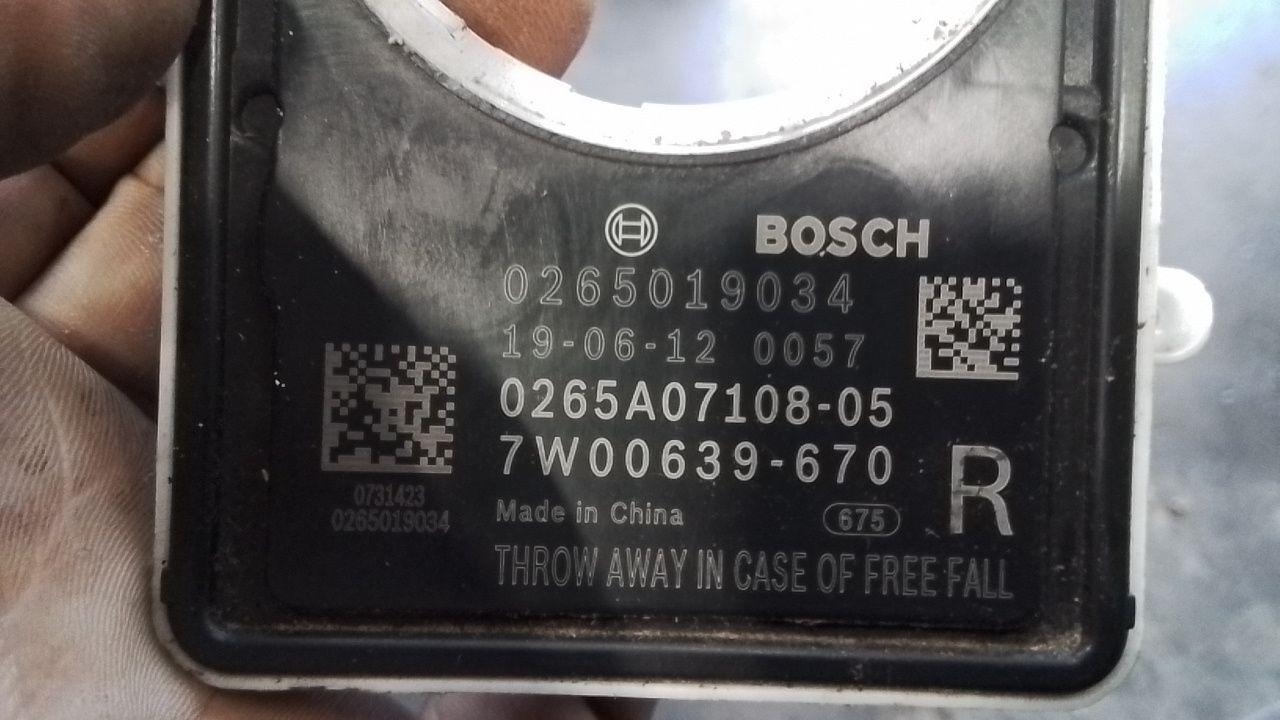 BOSCH
0265019034
19-06-12 0057
0265A07108-05
7W00639-670
R
0731423
0265019034
Made in China
675
THROW AWAY IN CASE OF FREE FALL